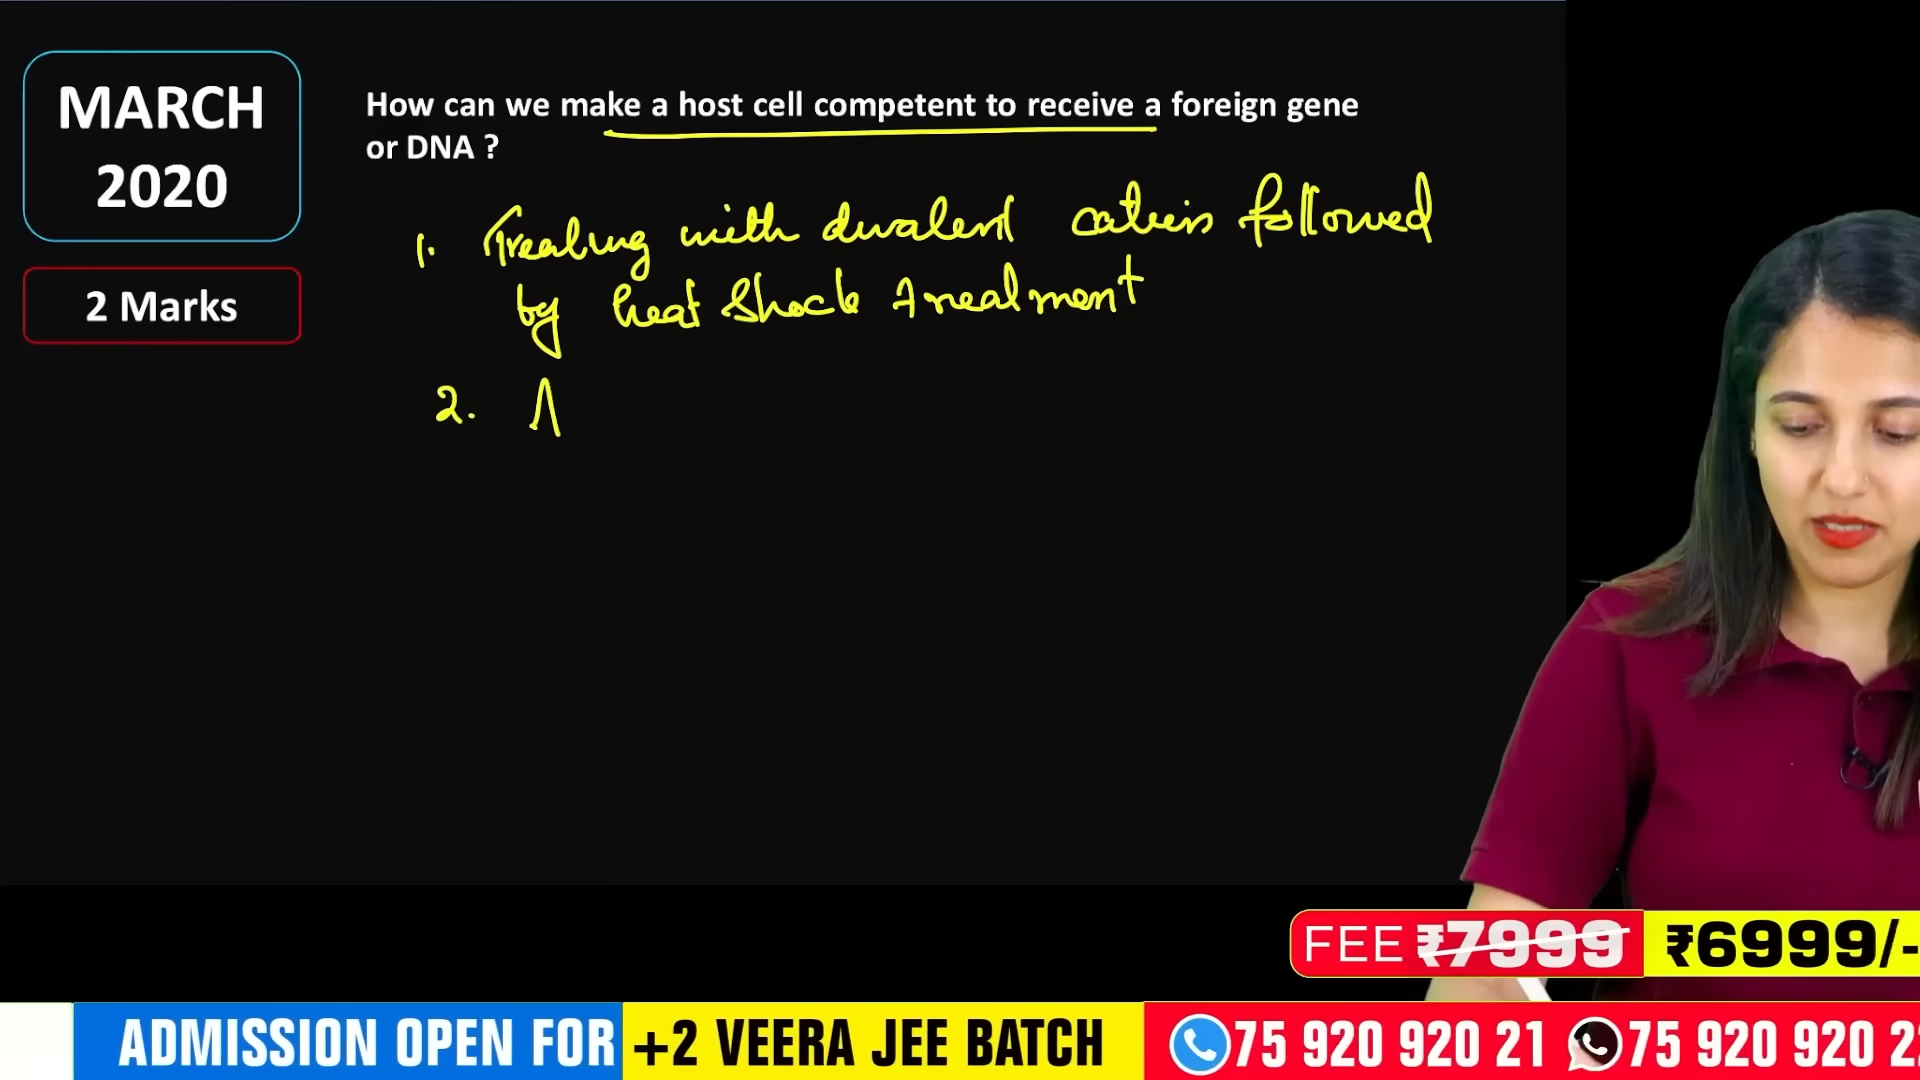 MARCH
2020
2 Marks
How can we make a host cell competent to receive a foreign gene
or DNA ?
1. Treating with divalent cations followed
by heat shock treatment
2.
FEE ₹7999 ₹6999/-
ADMISSION OPEN FOR +2 VEERA JEE BATCH 75 920 920 21 75 920 920 2